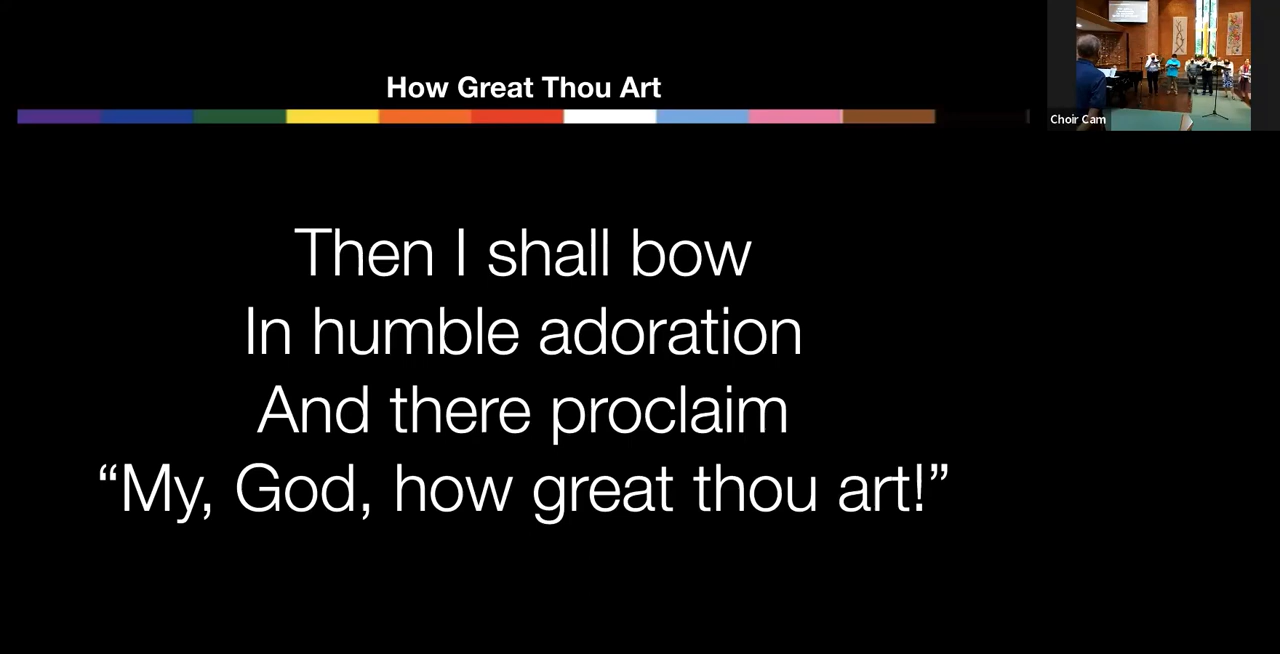 How Great Thou Art
Choir Cam
Then I shall bow
In humble adoration
And there proclaim
“My, God, how great thou art!”